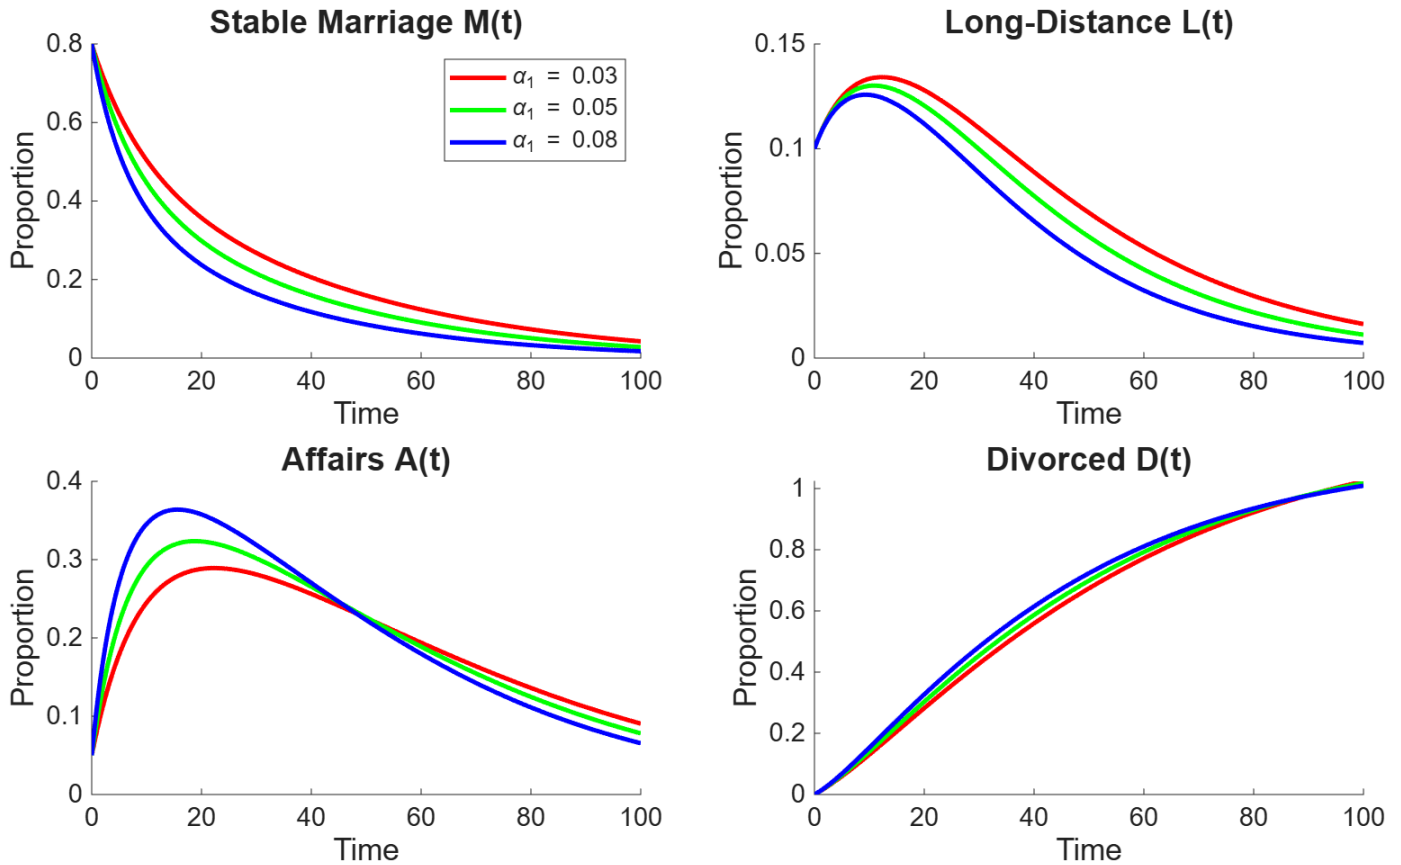 Stable Marriage M(t)
0.8
0.6
0.4
0.2
0
Proportion
α1 = 0.03
α1 = 0.05
α1 = 0.08
0 20 40 60 80 100
Time
Long-Distance L(t)
0.15
0.1
0.05
0
Proportion
0 20 40 60 80 100
Time
Affairs A(t)
0.4
0.3
0.2
0.1
0
Proportion
0 20 40 60 80 100
Time
Divorced D(t)
1
0.8
0.6
0.4
0.2
0
Proportion
0 20 40 60 80 100
Time